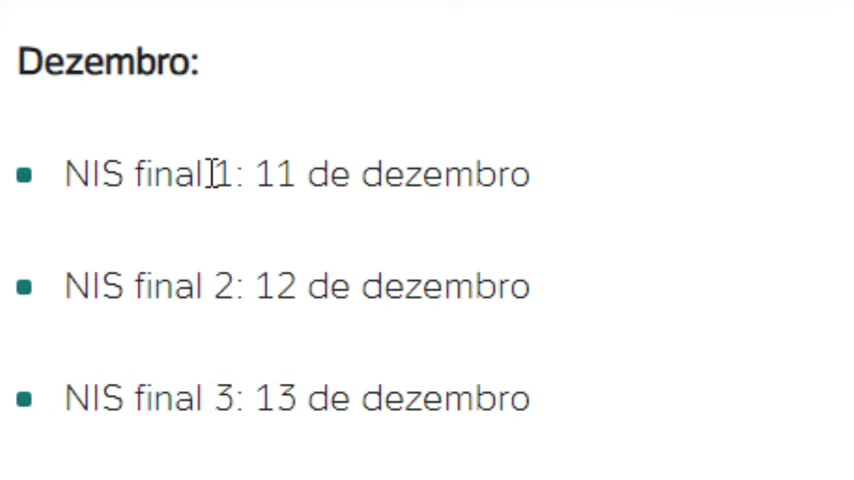 Dezembro:
NIS final 1: 11 de dezembro
NIS final 2: 12 de dezembro
NIS final 3: 13 de dezembro